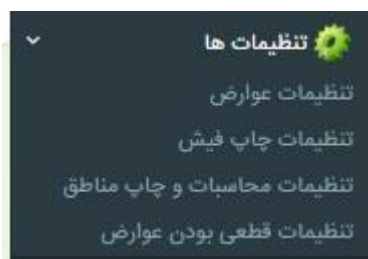 تنظیمات ها
تنظیمات عوارض
تنظیمات چاپ فیش
تنظیمات محاسبات و چاپ مناطق
تنظیمات قطعی بودن عوارض